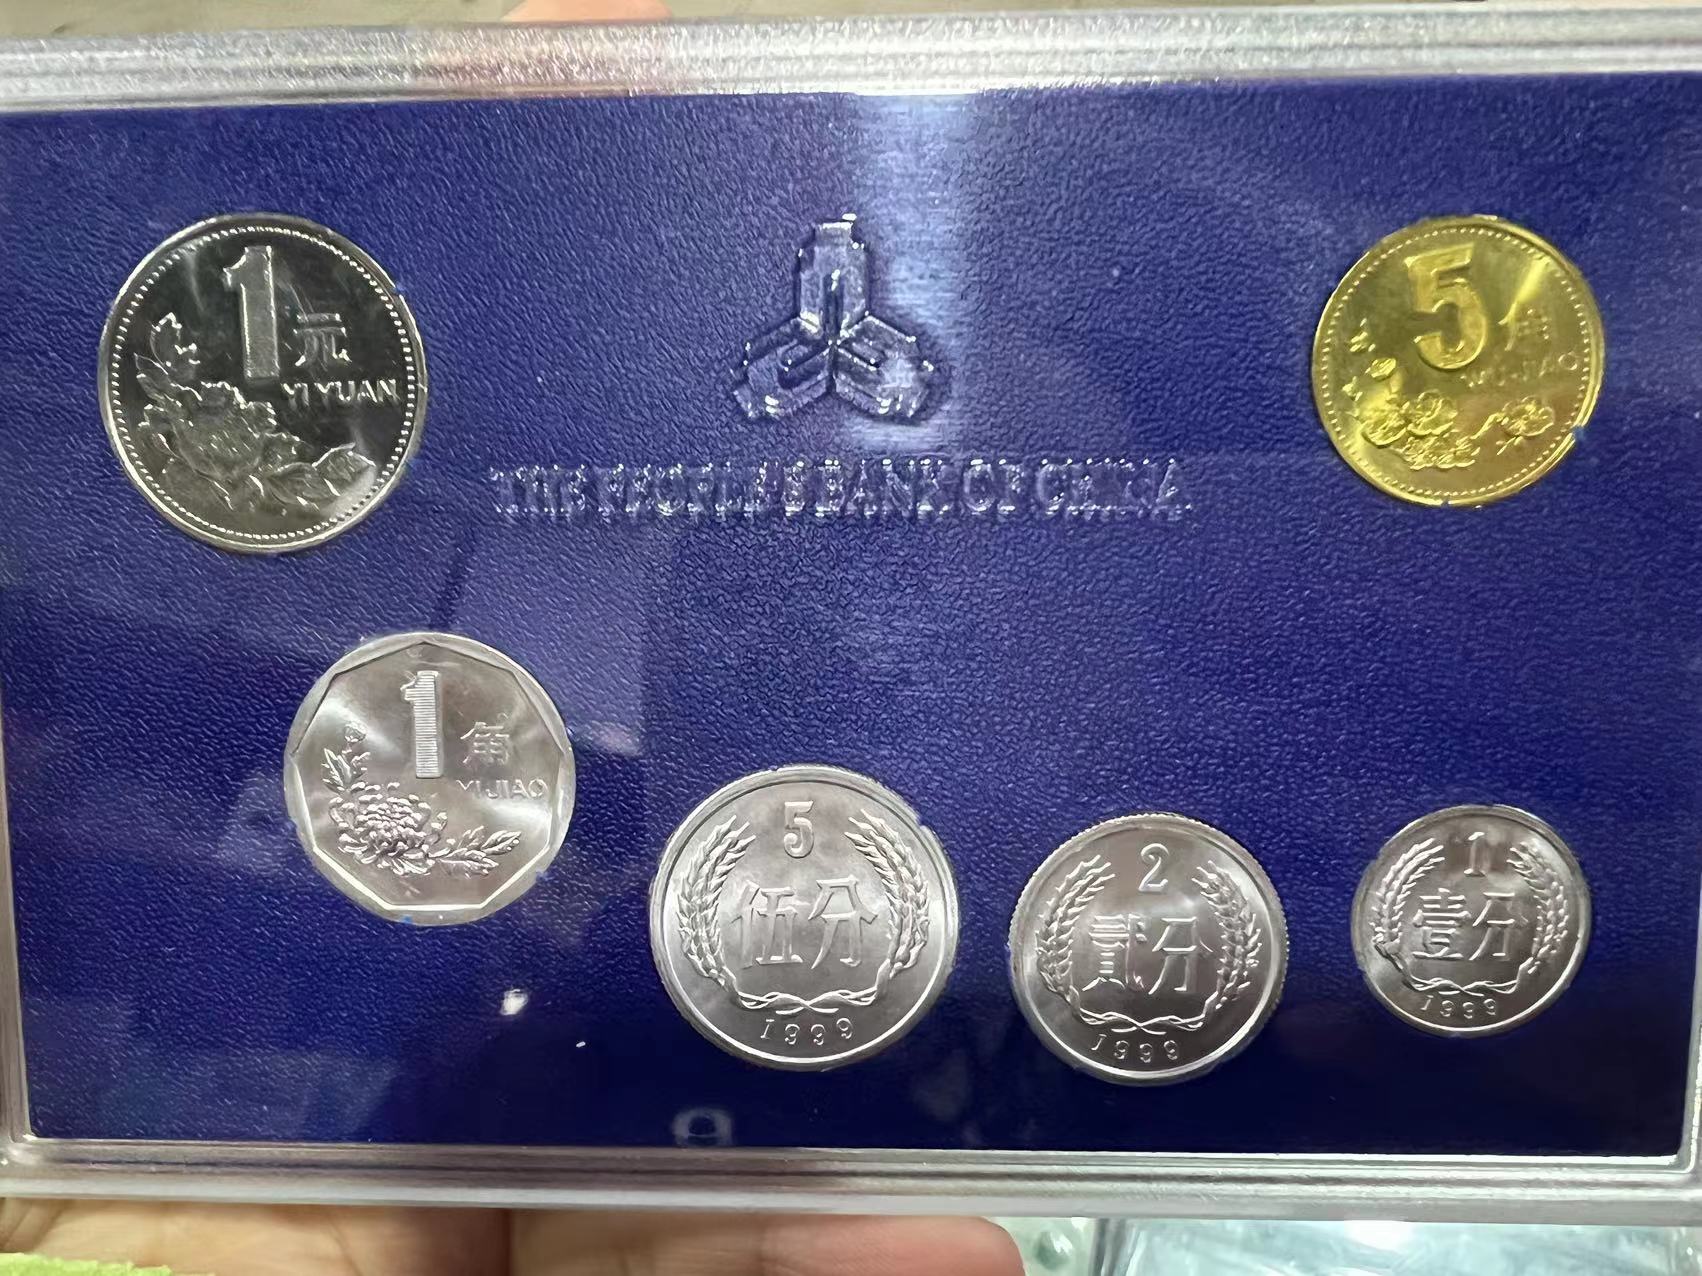 1
元
YI YUAN
THE PEOPLE'S BANK OF CHINA
5
角
WU JIAO
1
角
YI JIAO
5
伍分
1999
2
贰分
1999
1
壹分
1999